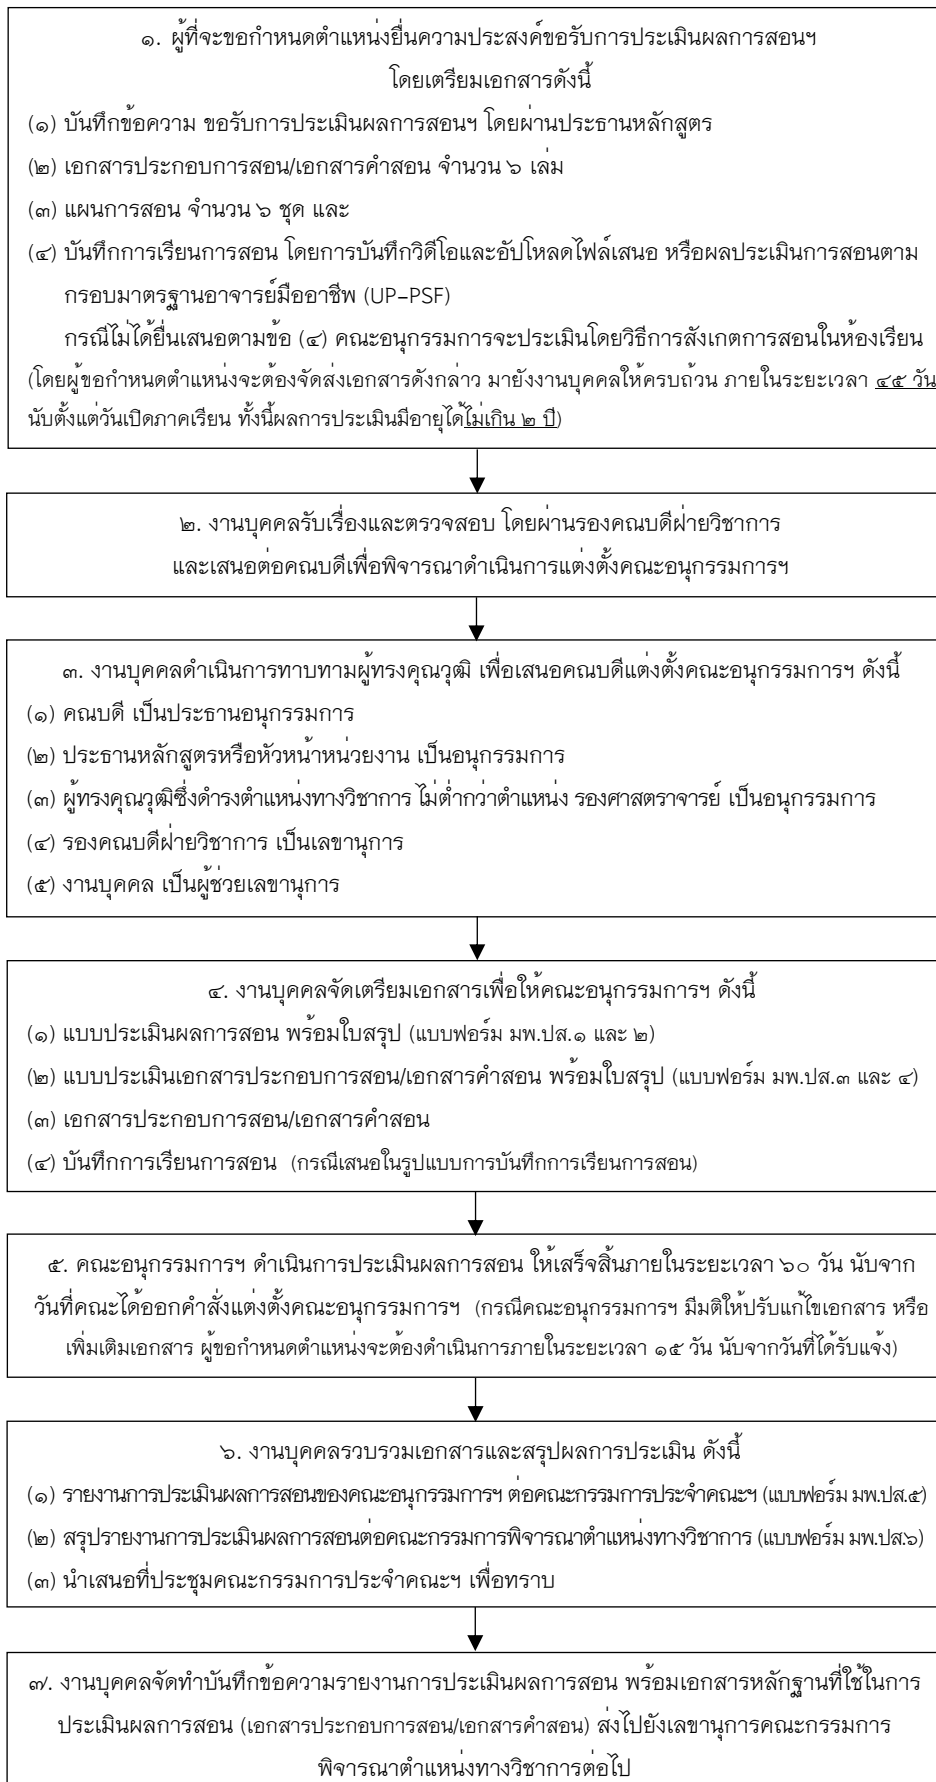 ๑. ผู้ที่จะขอกำหนดตำแหน่งยื่นความประสงค์ขอรับการประเมินผลการสอนฯ
โดยเตรียมเอกสารดังนี้
(๑) บันทึกข้อความ ขอรับการประเมินผลการสอนฯ โดยผ่านประธานหลักสูตร
(๒) เอกสารประกอบการสอน/เอกสารคำสอน จำนวน ๖ เล่ม
(๓) แผนการสอน จำนวน ๖ ชุด และ
(๔) บันทึกการเรียนการสอน โดยการบันทึกวิดีโอและอัปโหลดไฟล์เสนอ หรือผลประเมินการสอนตาม
กรอบมาตรฐานอาจารย์มืออาชีพ (UP-PSF)
กรณีไม่ได้ยื่นเสนอตามข้อ (๔) คณะอนุกรรมการจะประเมินโดยวิธีการสังเกตการสอนในห้องเรียน
(โดยผู้ขอกำหนดตำแหน่งจะต้องจัดส่งเอกสารดังกล่าว มายังงานบุคคลให้ครบถ้วน ภายในระยะเวลา ๔๕ วัน
นับตั้งแต่วันเปิดภาคเรียน ทั้งนี้ผลการประเมินมีอายุได้ไม่เกิน ๒ ปี)
๒. งานบุคคลรับเรื่องและตรวจสอบ โดยผ่านรองคณบดีฝ่ายวิชาการ
และเสนอต่อคณบดีเพื่อพิจารณาดำเนินการแต่งตั้งคณะอนุกรรมการฯ
๓. งานบุคคลดำเนินการทาบทามผู้ทรงคุณวุฒิ เพื่อเสนอคณบดีแต่งตั้งคณะอนุกรรมการฯ ดังนี้
(๑) คณบดี เป็นประธานอนุกรรมการ
(๒) ประธานหลักสูตรหรือหัวหน้าหน่วยงาน เป็นอนุกรรมการ
(๓) ผู้ทรงคุณวุฒิซึ่งดำรงตำแหน่งทางวิชาการ ไม่ต่ำกว่าตำแหน่ง รองศาสตราจารย์ เป็นอนุกรรมการ
(๔) รองคณบดีฝ่ายวิชาการ เป็นเลขานุการ
(๕) งานบุคคล เป็นผู้ช่วยเลขานุการ
๔. งานบุคคลจัดเตรียมเอกสารเพื่อให้คณะอนุกรรมการฯ ดังนี้
(๑) แบบประเมินผลการสอน พร้อมใบสรุป (แบบฟอร์ม มพ.ปส.๑ และ ๒)
(๒) แบบประเมินเอกสารประกอบการสอน/เอกสารคำสอน พร้อมใบสรุป (แบบฟอร์ม มพ.ปส.๓ และ ๔)
(๓) เอกสารประกอบการสอน/เอกสารคำสอน
(๔) บันทึกการเรียนการสอน (กรณีเสนอในรูปแบบการบันทึกการเรียนการสอน)
๕. คณะอนุกรรมการฯ ดำเนินการประเมินผลการสอน ให้เสร็จสิ้นภายในระยะเวลา ๖๐ วัน นับจาก
วันที่คณะได้ออกคำสั่งแต่งตั้งคณะอนุกรรมการฯ (กรณีคณะอนุกรรมการฯ มีมติให้ปรับแก้ไขเอกสาร หรือ
เพิ่มเติมเอกสาร ผู้ขอกำหนดตำแหน่งจะต้องดำเนินการภายในระยะเวลา ๑๕ วัน นับจากวันที่ได้รับแจ้ง)
๖. งานบุคคลรวบรวมเอกสารและสรุปผลการประเมิน ดังนี้
(๑) รายงานการประเมินผลการสอนของคณะอนุกรรมการฯ ต่อคณะกรรมการประจำคณะฯ (แบบฟอร์ม มพ.ปส.๕)
(๒) สรุปรายงานการประเมินผลการสอนต่อคณะกรรมการพิจารณาตำแหน่งทางวิชาการ (แบบฟอร์ม มพ.ปส.๖)
(๓) นำเสนอที่ประชุมคณะกรรมการประจำคณะฯ เพื่อทราบ
๗. งานบุคคลจัดทำบันทึกข้อความรายงานการประเมินผลการสอน พร้อมเอกสารหลักฐานที่ใช้ในการ
ประเมินผลการสอน (เอกสารประกอบการสอน/เอกสารคำสอน) ส่งไปยังเลขานุการคณะกรรมการ
พิจารณาตำแหน่งทางวิชาการต่อไป